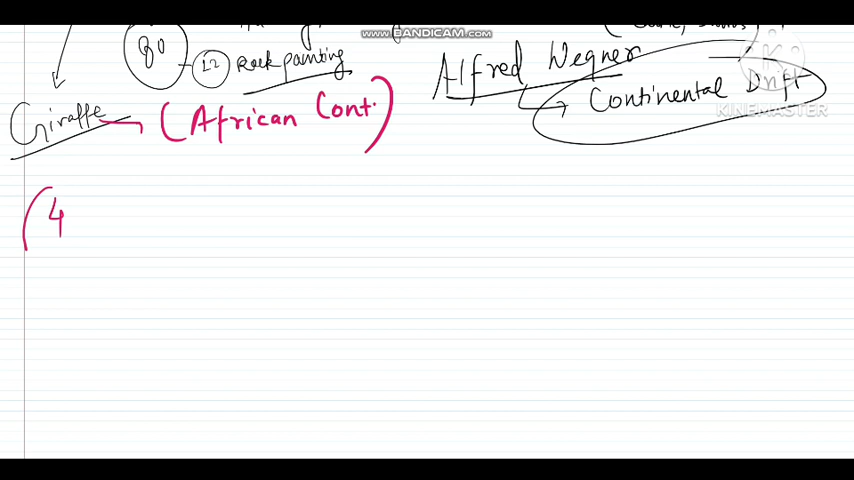 www.BANDICAM.com
80
12 Rock painting
Alfred Wegner
Continental Drift
KINEMASTER
Giraffe
(African Cont.)
(4